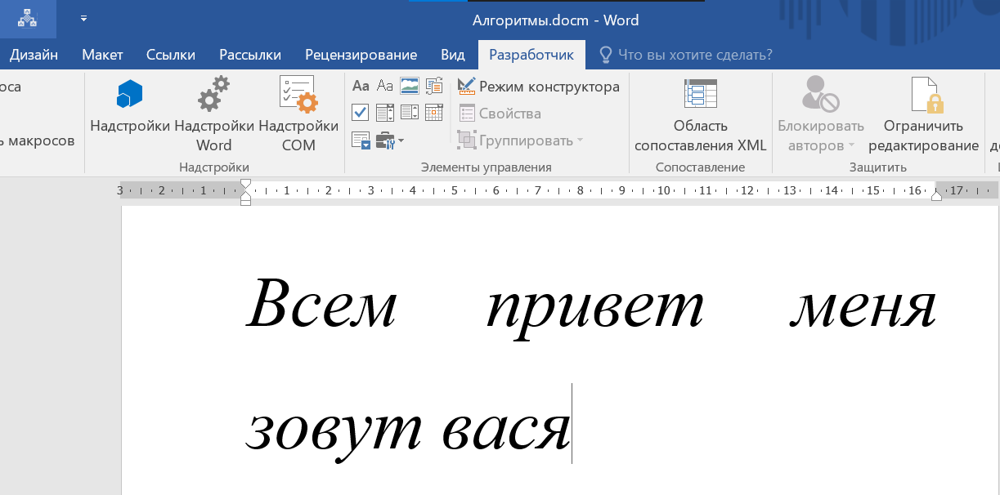 Алгоритмы.docm - Word
Дизайн Макет Ссылки Рассылки Рецензирование Вид Разработчик Что вы хотите сделать?
Aa Aa Режим конструктора
Свойства
макросов Группировать
Надстройки Надстройки Word Надстройки COM
Область сопоставления XML
Блокировать авторов Ограничить редактирование
Надстройки Элементы управления Сопоставление Защитить
3 2 1 1 2 3 4 5 6 7 8 9 10 11 12 13 14 15 16 17
Всем привет меня
зовут вася